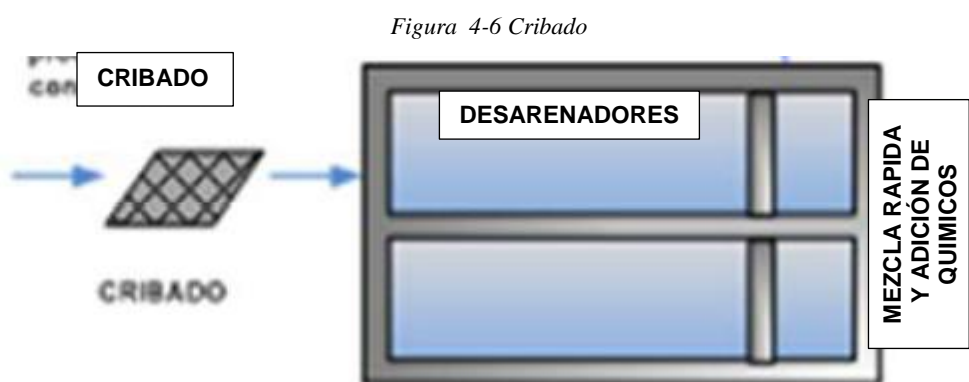 Figura 4-6 Cribado
CRIBADO
DESARENADORES
MEZCLA RAPIDA
Y ADICIÓN DE
QUIMICOS
CRIBADO